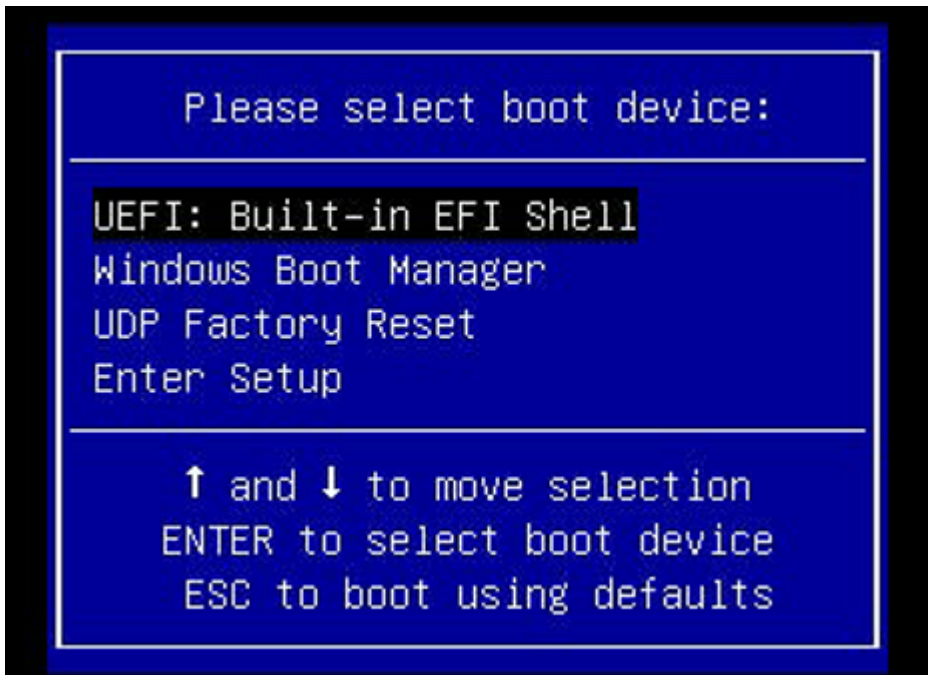 Please select boot device:
UEFI: Built-in EFI Shell
Windows Boot Manager
UDP Factory Reset
Enter Setup
↑ and ↓ to move selection
ENTER to select boot device
ESC to boot using defaults